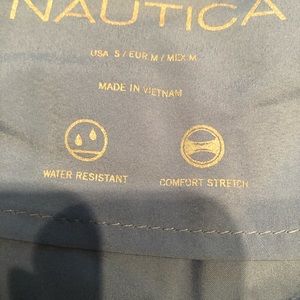 NAUTICA
USA S / EUR M / MEX M
MADE IN VIETNAM
WATER RESISTANT
COMFORT STRETCH